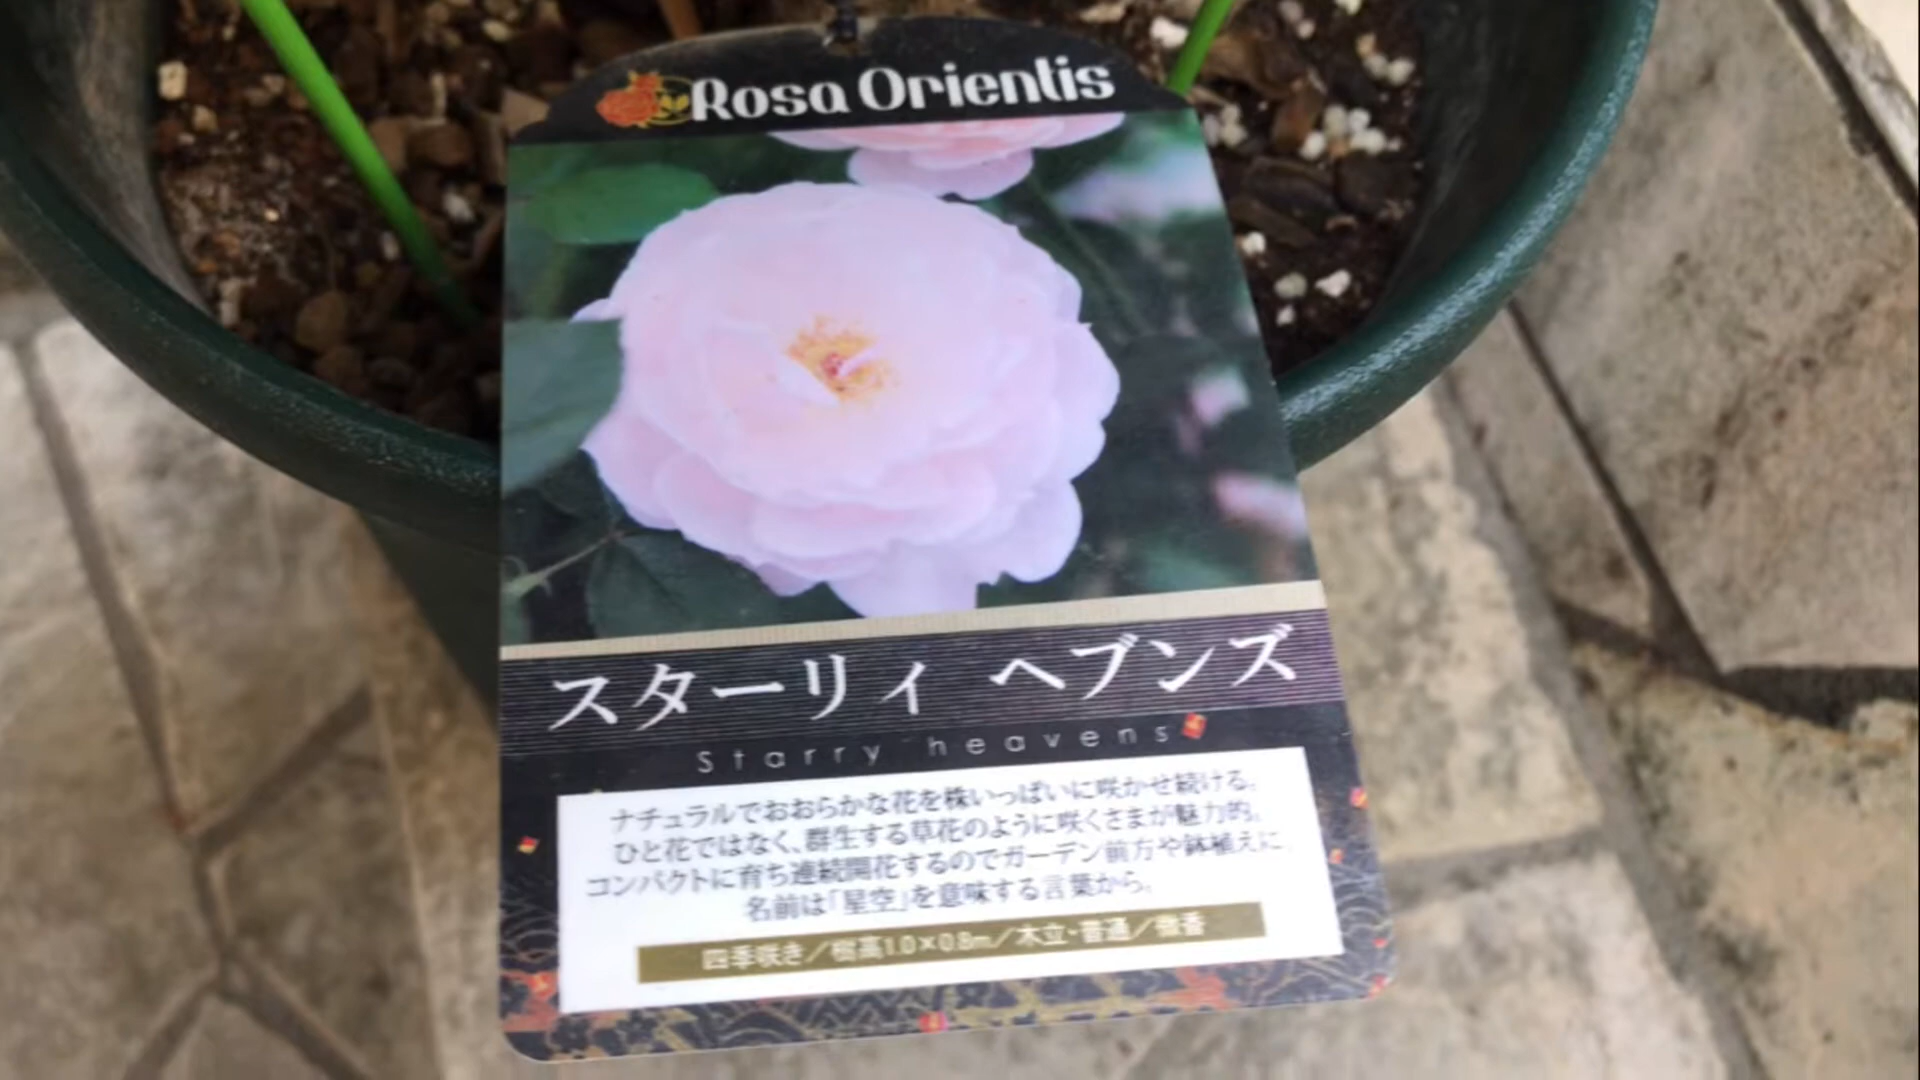 Rosa Orientis
スターリィ ヘブンズ
Starry heavens
ナチュラルでおおらかな花を株いっぱいに咲かせ続ける。
ひと花ではなく、群生する草花のように咲くさまが魅力的。
コンパクトに育ち連続開花するのでガーデン前方や鉢植えに。
名前は「星空」を意味する言葉から。
四季咲き／樹高1.0×0.8m／木立・普通／微香